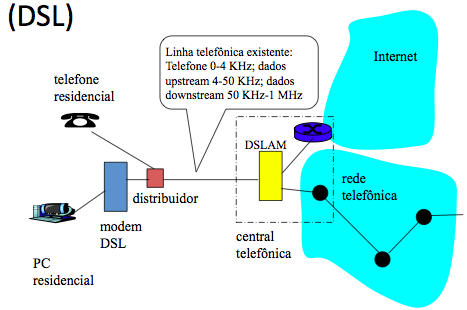 (DSL)
Linha telefônica existente:
Telefone 0-4 KHz; dados
upstream 4-50 KHz; dados
downstream 50 KHz-1 MHz
Internet
telefone
residencial
DSLAM
distribuidor
rede
telefônica
modem
DSL
central
telefônica
PC
residencial